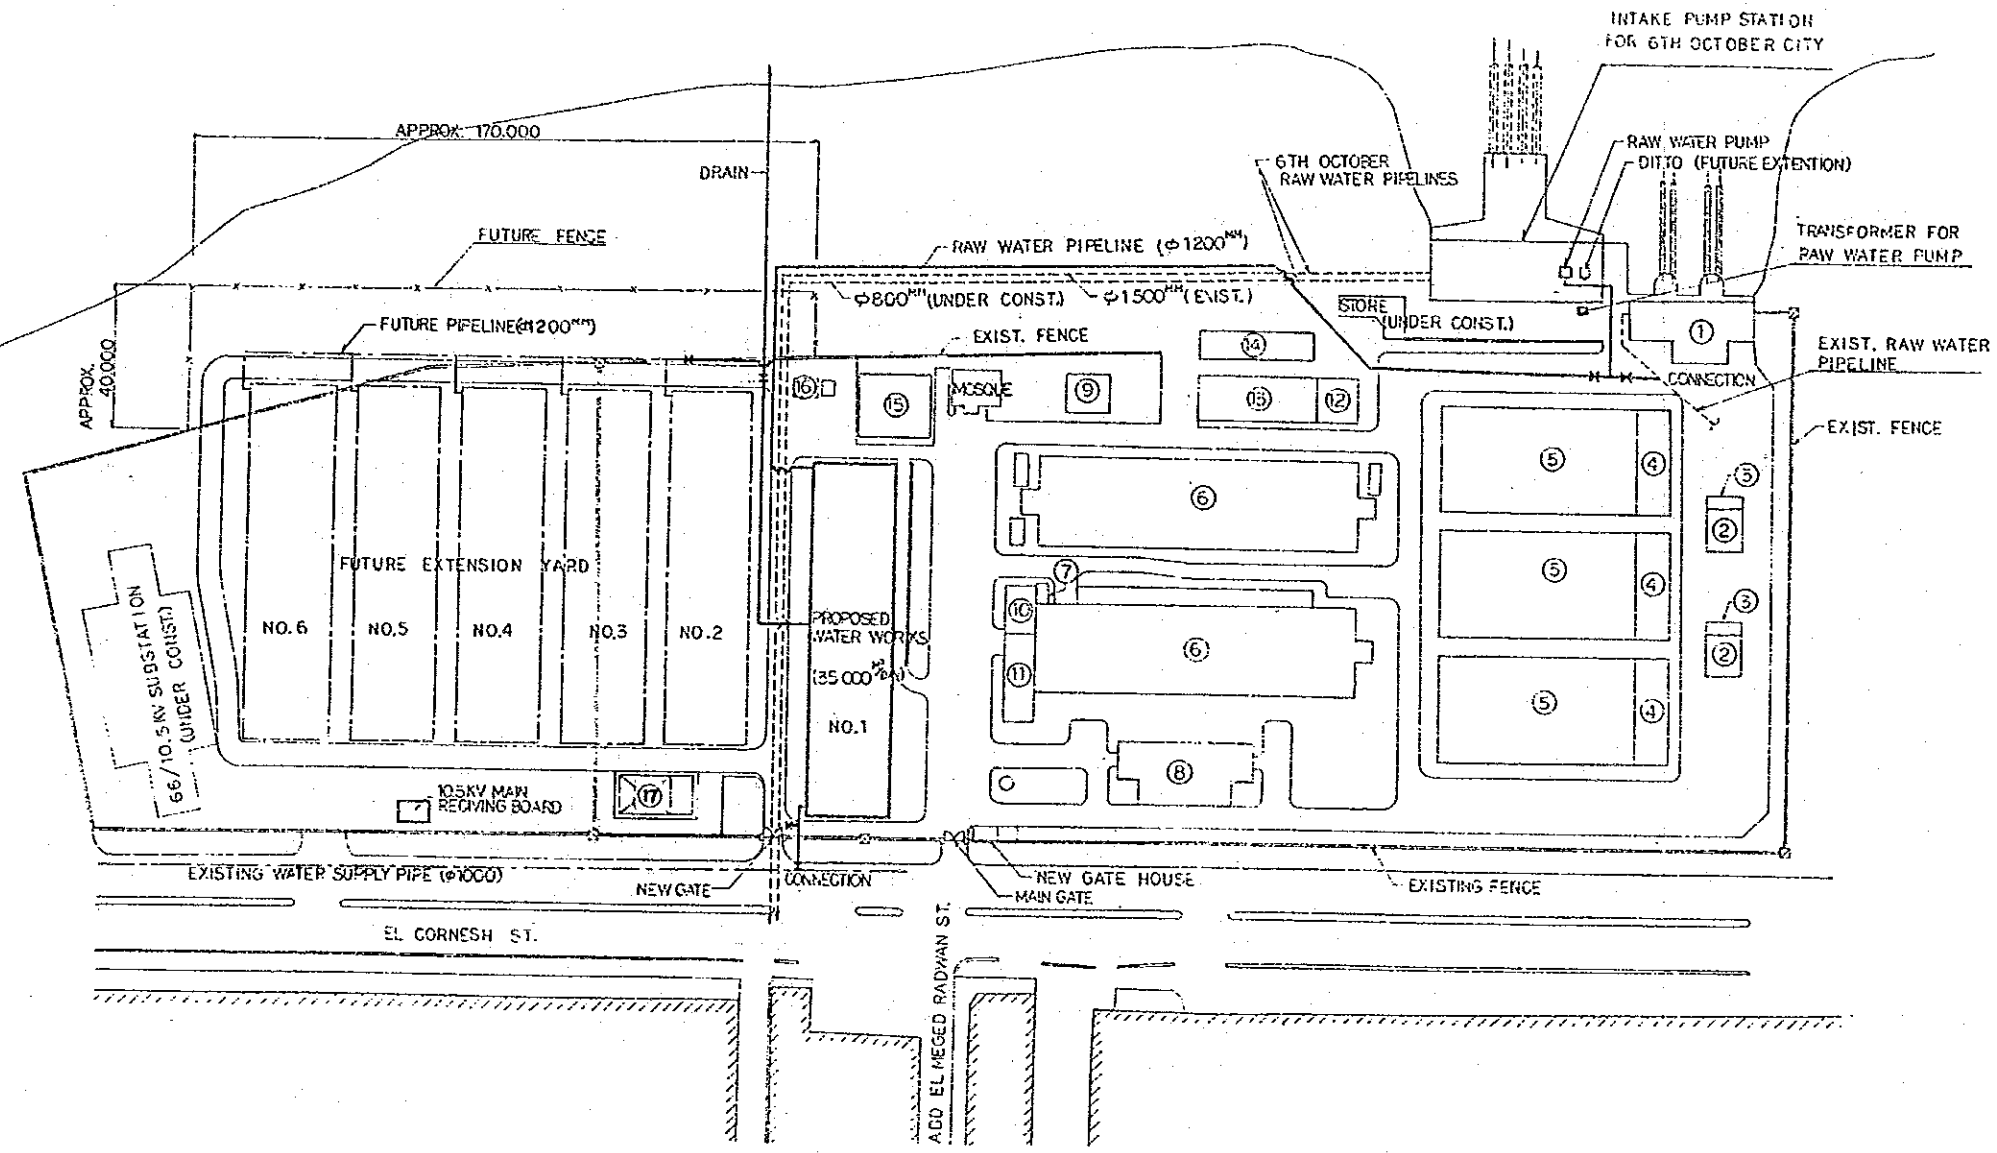 INTAKE PUMP STATION
FOR 6TH OCTOBER CITY
APPROX. 170.000
DRAIN
6TH OCTOBER
RAW WATER PIPELINES
RAW WATER PUMP
DITTO (FUTURE EXTENTION)
TRANSFORMER FOR
RAW WATER PUMP
FUTURE FENCE
RAW WATER PIPELINE (φ1200MM)
φ800MM (UNDER CONST.)
φ1500MM (EXIST.)
STORE
(UNDER CONST.)
FUTURE PIPELINE(φ1200MM)
EXIST. FENCE
APPROX.
40.000
14
1
EXIST. RAW WATER
PIPELINE
CONNECTION
16
15
MOSQUE
9
13
12
EXIST. FENCE
5
4
3
6
2
FUTURE EXTENSION YARD
7
5
4
3
10
PROPOSED
WATER WORKS
(35000 M3/DAY)
NO.1
NO.6
NO.5
NO.4
NO.3
NO.2
6
2
11
5
4
66/10.5 KV SUBSTATION
(UNDER CONST.)
8
10.5KV MAIN
RECIVING BOARD
17
EXISTING WATER SUPPLY PIPE (φ1000)
NEW GATE
CONNECTION
NEW GATE HOUSE
MAIN GATE
EXISTING FENCE
EL CORNESH ST.
ABD EL MEGED RADWAN ST.